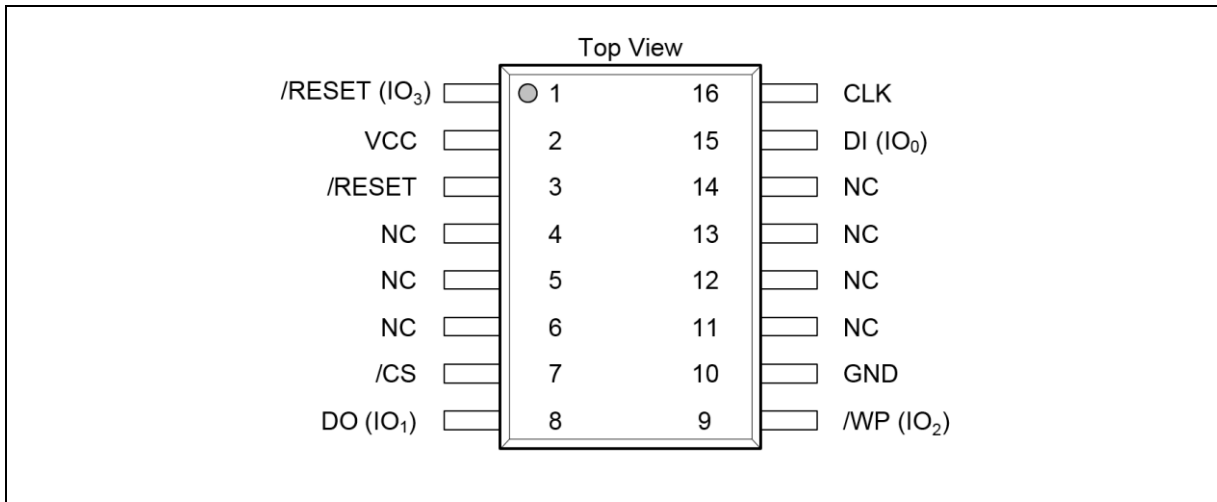 Top View
/RESET (IO₃) 1 16 CLK
VCC 2 15 DI (IO₀)
/RESET 3 14 NC
NC 4 13 NC
NC 5 12 NC
NC 6 11 NC
/CS 7 10 GND
DO (IO₁) 8 9 /WP (IO₂)